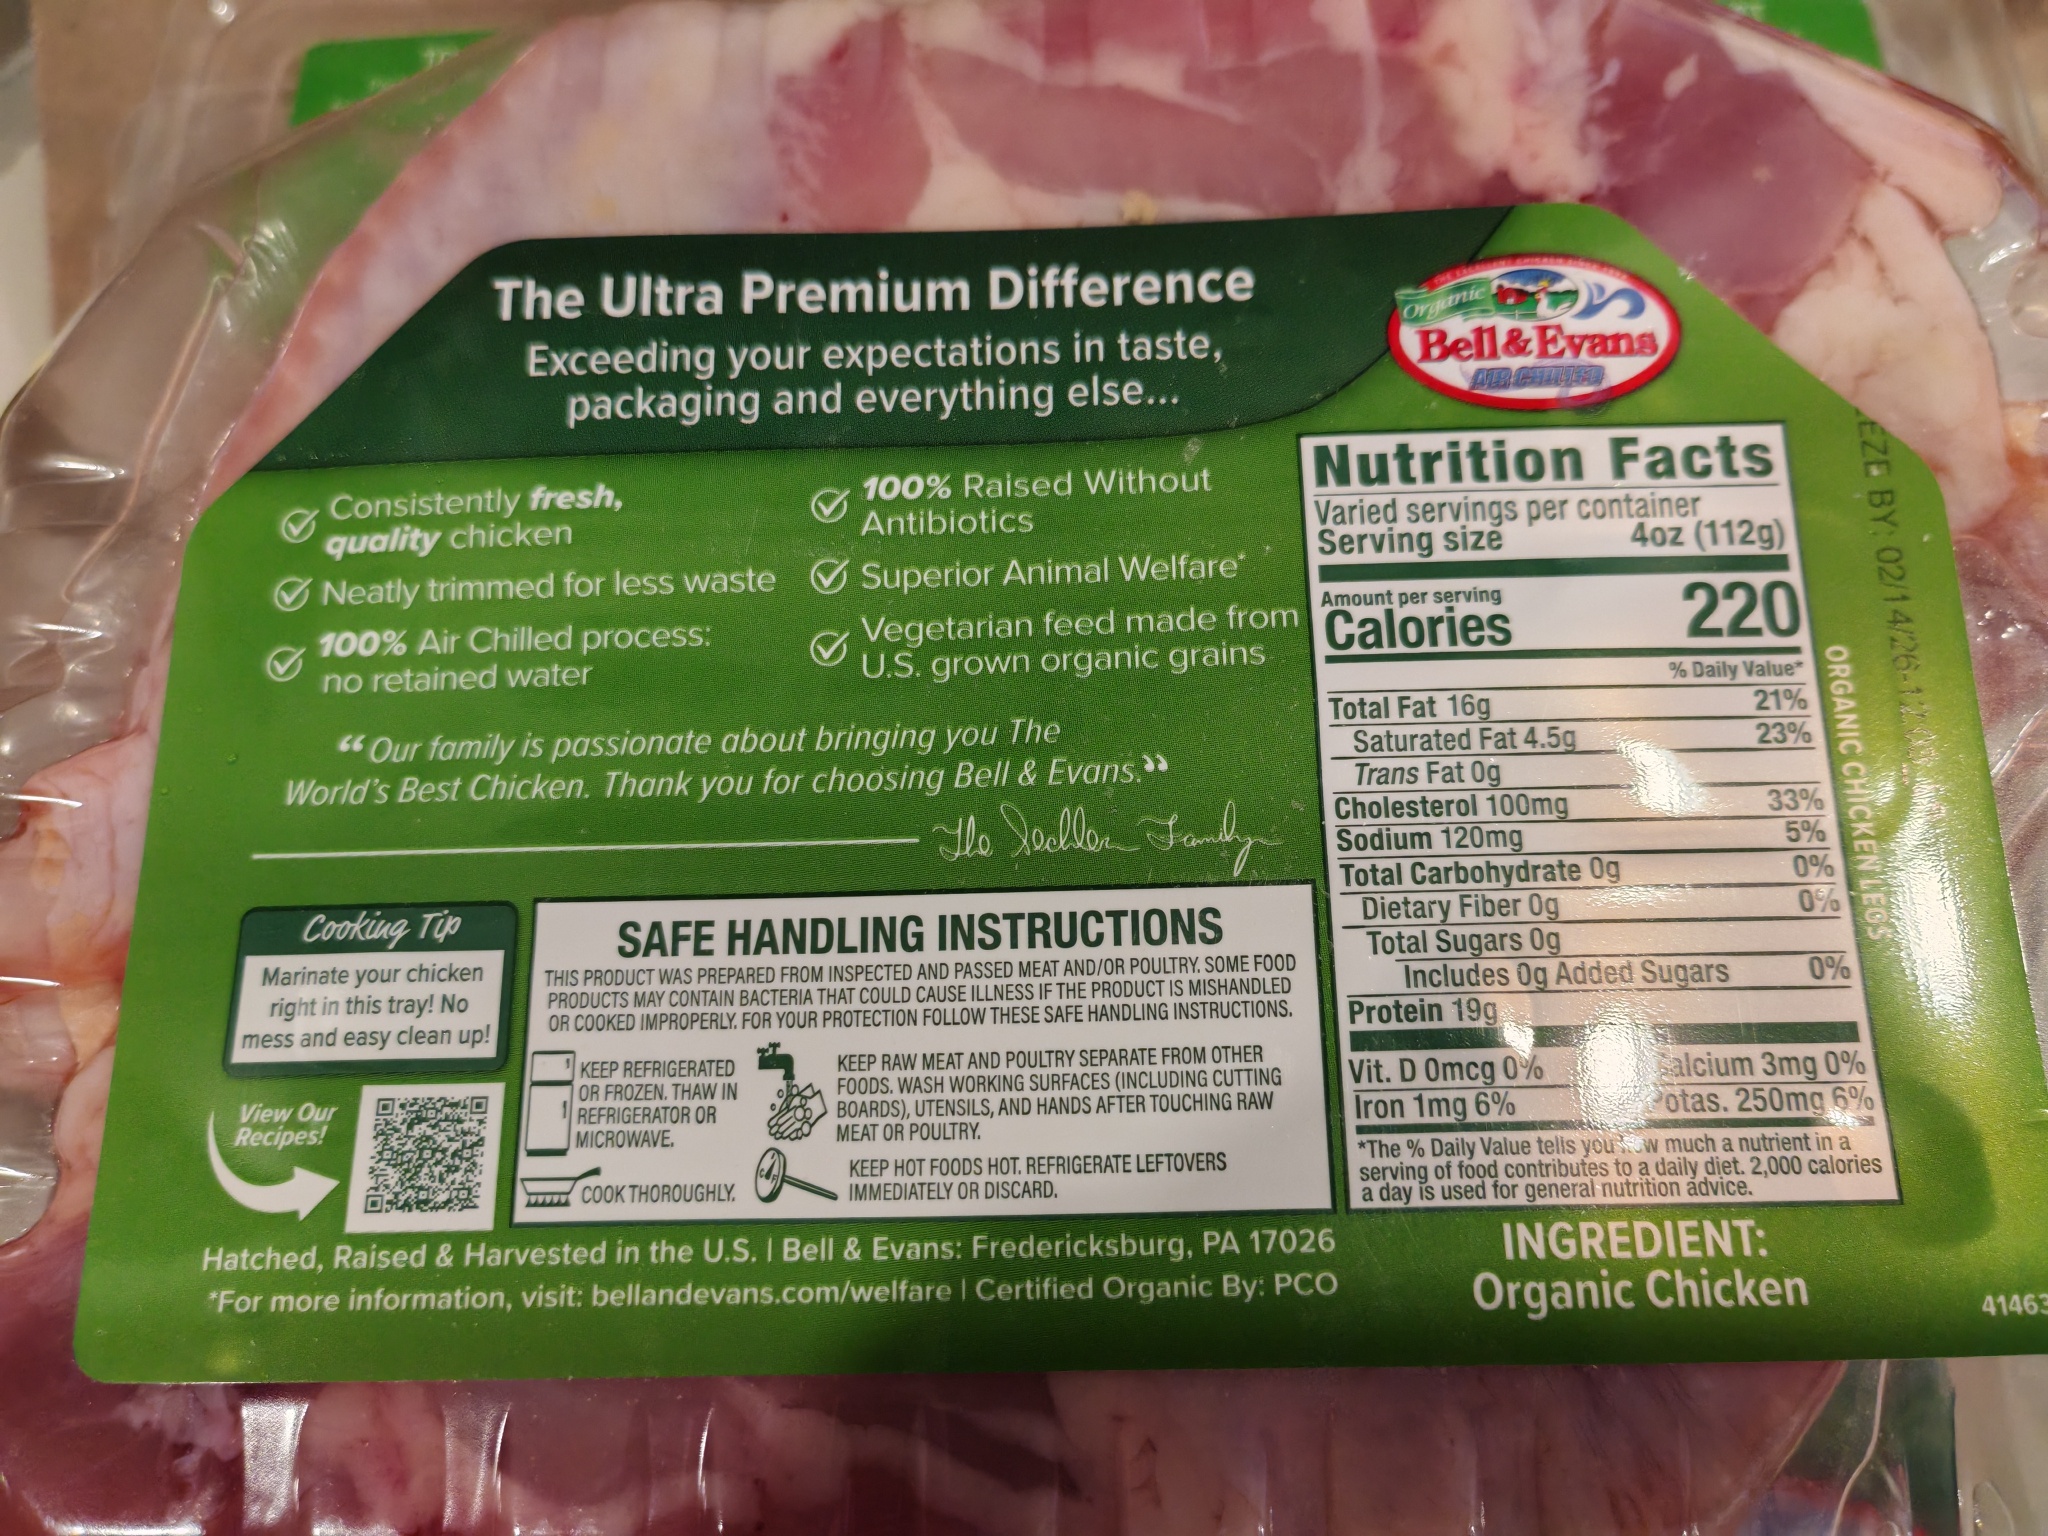 The Ultra Premium Difference
Exceeding your expectations in taste,
packaging and everything else...
Organic
Bell & Evans
AIR CHILLED
Consistently fresh,
quality chicken
Neatly trimmed for less waste
100% Air Chilled process:
no retained water
100% Raised Without
Antibiotics
Superior Animal Welfare*
Vegetarian feed made from
U.S. grown organic grains
“Our family is passionate about bringing you The
World's Best Chicken. Thank you for choosing Bell & Evans.”
The Sechler Family
Cooking Tip
Marinate your chicken
right in this tray! No
mess and easy clean up!
View Our
Recipes!
SAFE HANDLING INSTRUCTIONS
THIS PRODUCT WAS PREPARED FROM INSPECTED AND PASSED MEAT AND/OR POULTRY. SOME FOOD
PRODUCTS MAY CONTAIN BACTERIA THAT COULD CAUSE ILLNESS IF THE PRODUCT IS MISHANDLED
OR COOKED IMPROPERLY. FOR YOUR PROTECTION FOLLOW THESE SAFE HANDLING INSTRUCTIONS.
KEEP REFRIGERATED
OR FROZEN. THAW IN
REFRIGERATOR OR
MICROWAVE.
KEEP RAW MEAT AND POULTRY SEPARATE FROM OTHER
FOODS. WASH WORKING SURFACES (INCLUDING CUTTING
BOARDS), UTENSILS, AND HANDS AFTER TOUCHING RAW
MEAT OR POULTRY.
COOK THOROUGHLY.
KEEP HOT FOODS HOT. REFRIGERATE LEFTOVERS
IMMEDIATELY OR DISCARD.
Hatched, Raised & Harvested in the U.S. | Bell & Evans: Fredericksburg, PA 17026
*For more information, visit: bellandevans.com/welfare | Certified Organic By: PCO
Nutrition Facts
Varied servings per container
Serving size 4oz (112g)
Amount per serving
Calories 220
% Daily Value*
Total Fat 16g 21%
Saturated Fat 4.5g 23%
Trans Fat 0g
Cholesterol 100mg 33%
Sodium 120mg 5%
Total Carbohydrate 0g 0%
Dietary Fiber 0g 0%
Total Sugars 0g
Includes 0g Added Sugars 0%
Protein 19g
Vit. D 0mcg 0% Calcium 3mg 0%
Iron 1mg 6% Potas. 250mg 6%
*The % Daily Value tells you how much a nutrient in a
serving of food contributes to a daily diet. 2,000 calories
a day is used for general nutrition advice.
INGREDIENT:
Organic Chicken
ORGANIC CHICKEN LEGS
EZE BY: 02/14/26
41463